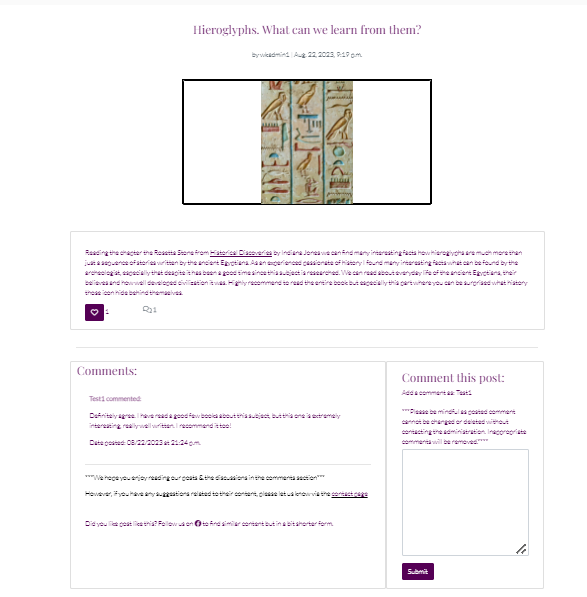 Hieroglyphs. What can we learn from them?
by wksadmin1 | Aug. 22, 2023, 9:19 p.m.
Reading the chapter the Rosetta Stone from Historical Discoveries by Indiana Jones we can find many interesting facts how hieroglyphs are much more than
just a sequence of stories written by the ancient Egyptians. As an experienced passionate of history I found many interesting facts what can be found by the
archeologist, especially that despite it has been a good time since this subject is researched. We can read about everyday life of the ancient Egyptians, their
believes and how well developed civilication it was. Highly recommend to read the entire book but especially this part where you can be surprised what history
those icon hide behind themselves.
1
1
Comments:
Test1 commented:
Definitely agree. I have read a good few books about this subject, but this one is extremely
interesting, really well written. I recommend it too!
Date posted: 08/22/2023 at 21:24 p.m.
***We hope you enjoy reading our posts & the discussions in the comments section***
However, if you have any suggestions related to their content, please let us know via the contact page
Did you like post like this? Follow us on to find similar content but in a bit shorter form.
Comment this post:
Add a comment as: Test1
***Please be mindful as posted comment
cannot be changed or deleted without
contacting the administration. Inappropriate
comments will be removed.****
Submit